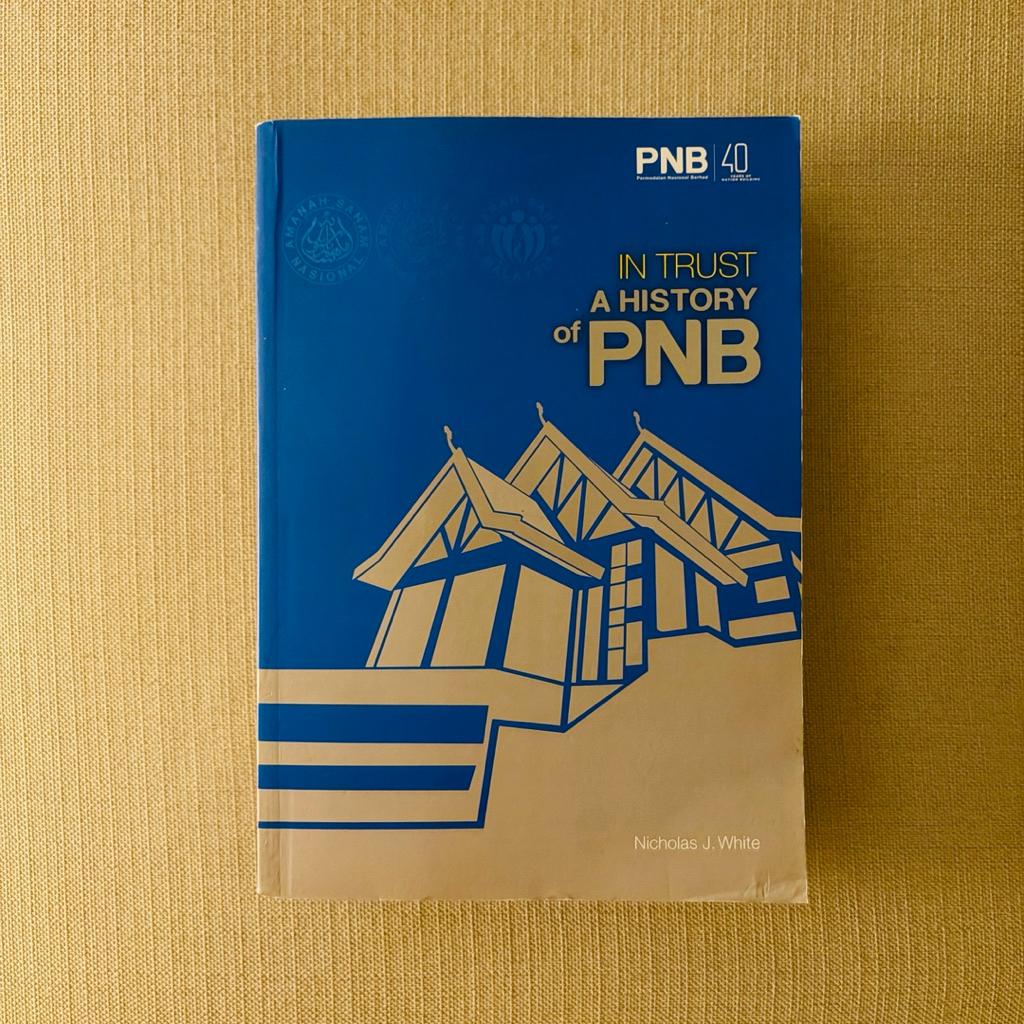 PNB 40
Permodalan Nasional Berhad YEARS OF
NATION BUILDING
AMANAH SAHAM
NASIONAL
IN TRUST
A HISTORY
of PNB
Nicholas J. White